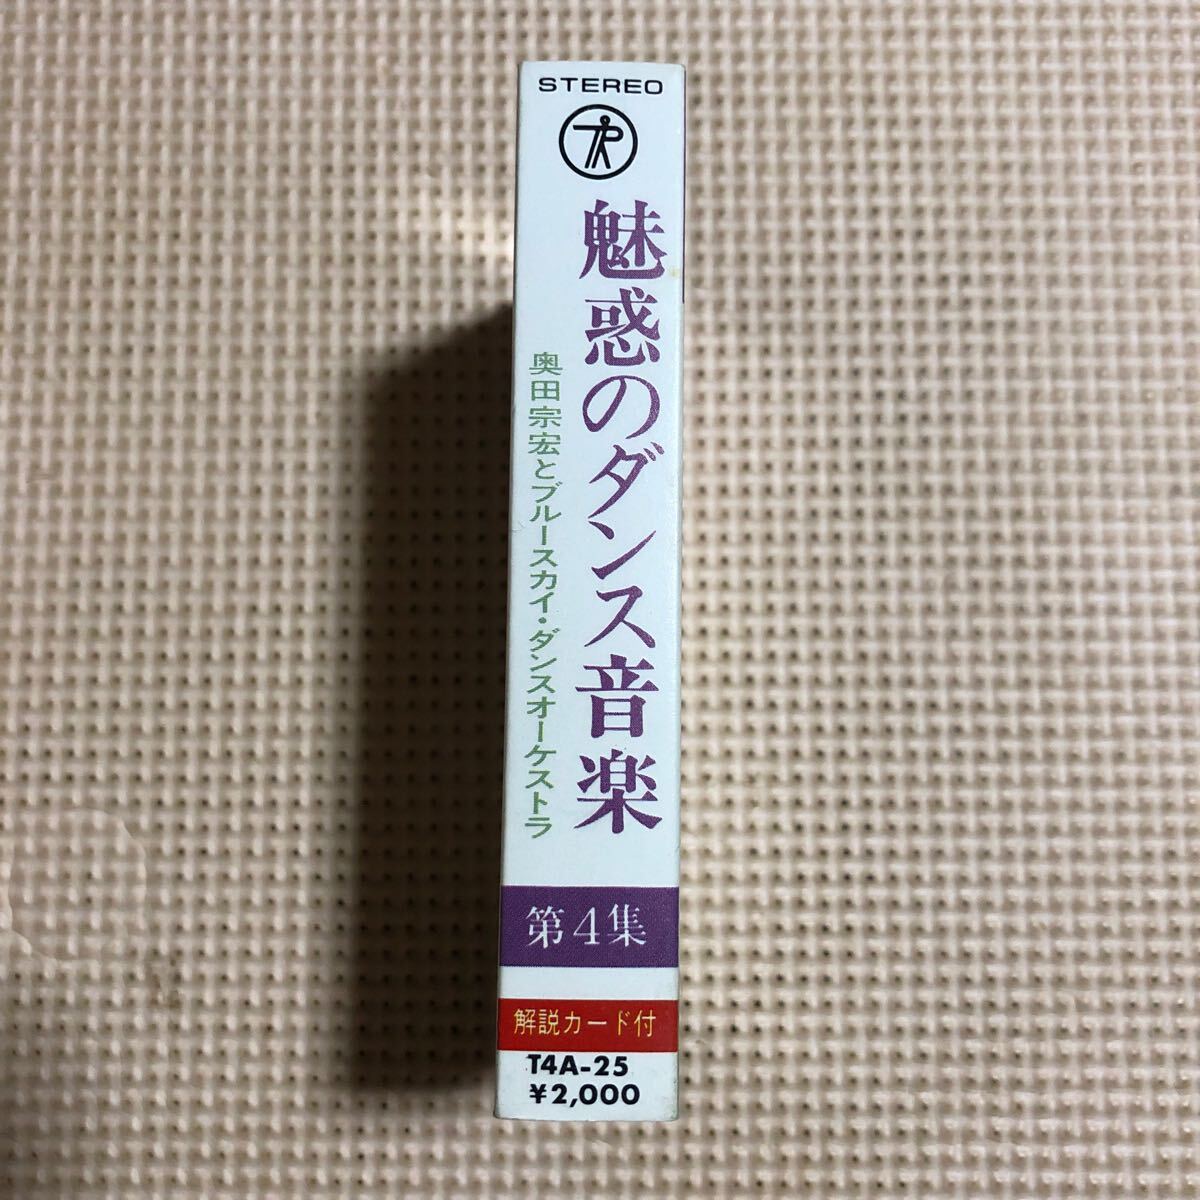 STEREO
魅惑のダンス音楽
奥田宗宏とブルースカイ・ダンスオーケストラ
第4集
解説カード付
T4A-25
¥2,000